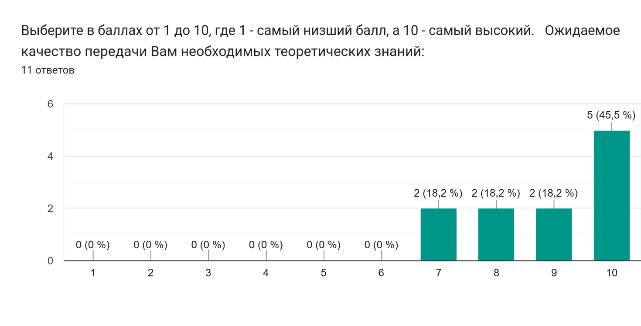 Выберите в баллах от 1 до 10, где 1 - самый низший балл, а 10 - самый высокий. Ожидаемое
качество передачи Вам необходимых теоретических знаний:
11 ответов
6
5 (45,5 %)
4
2 (18,2 %) 2 (18,2 %) 2 (18,2 %)
2
0 (0 %) 0 (0 %) 0 (0 %) 0 (0 %) 0 (0 %) 0 (0 %)
0
1 2 3 4 5 6 7 8 9 10